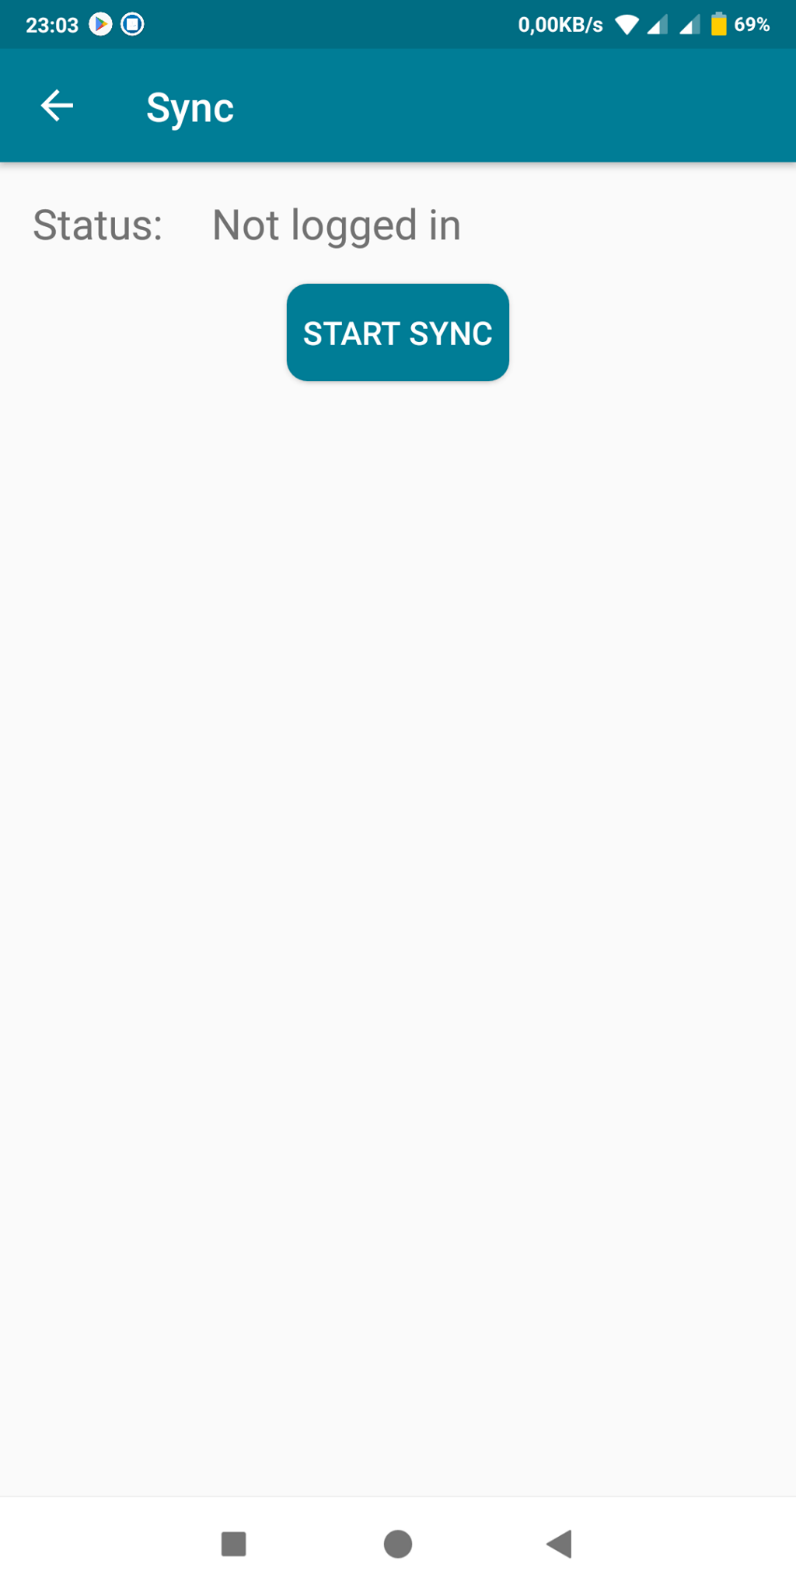 23:03 0,00KB/s 69%
Sync
Status: Not logged in
START SYNC